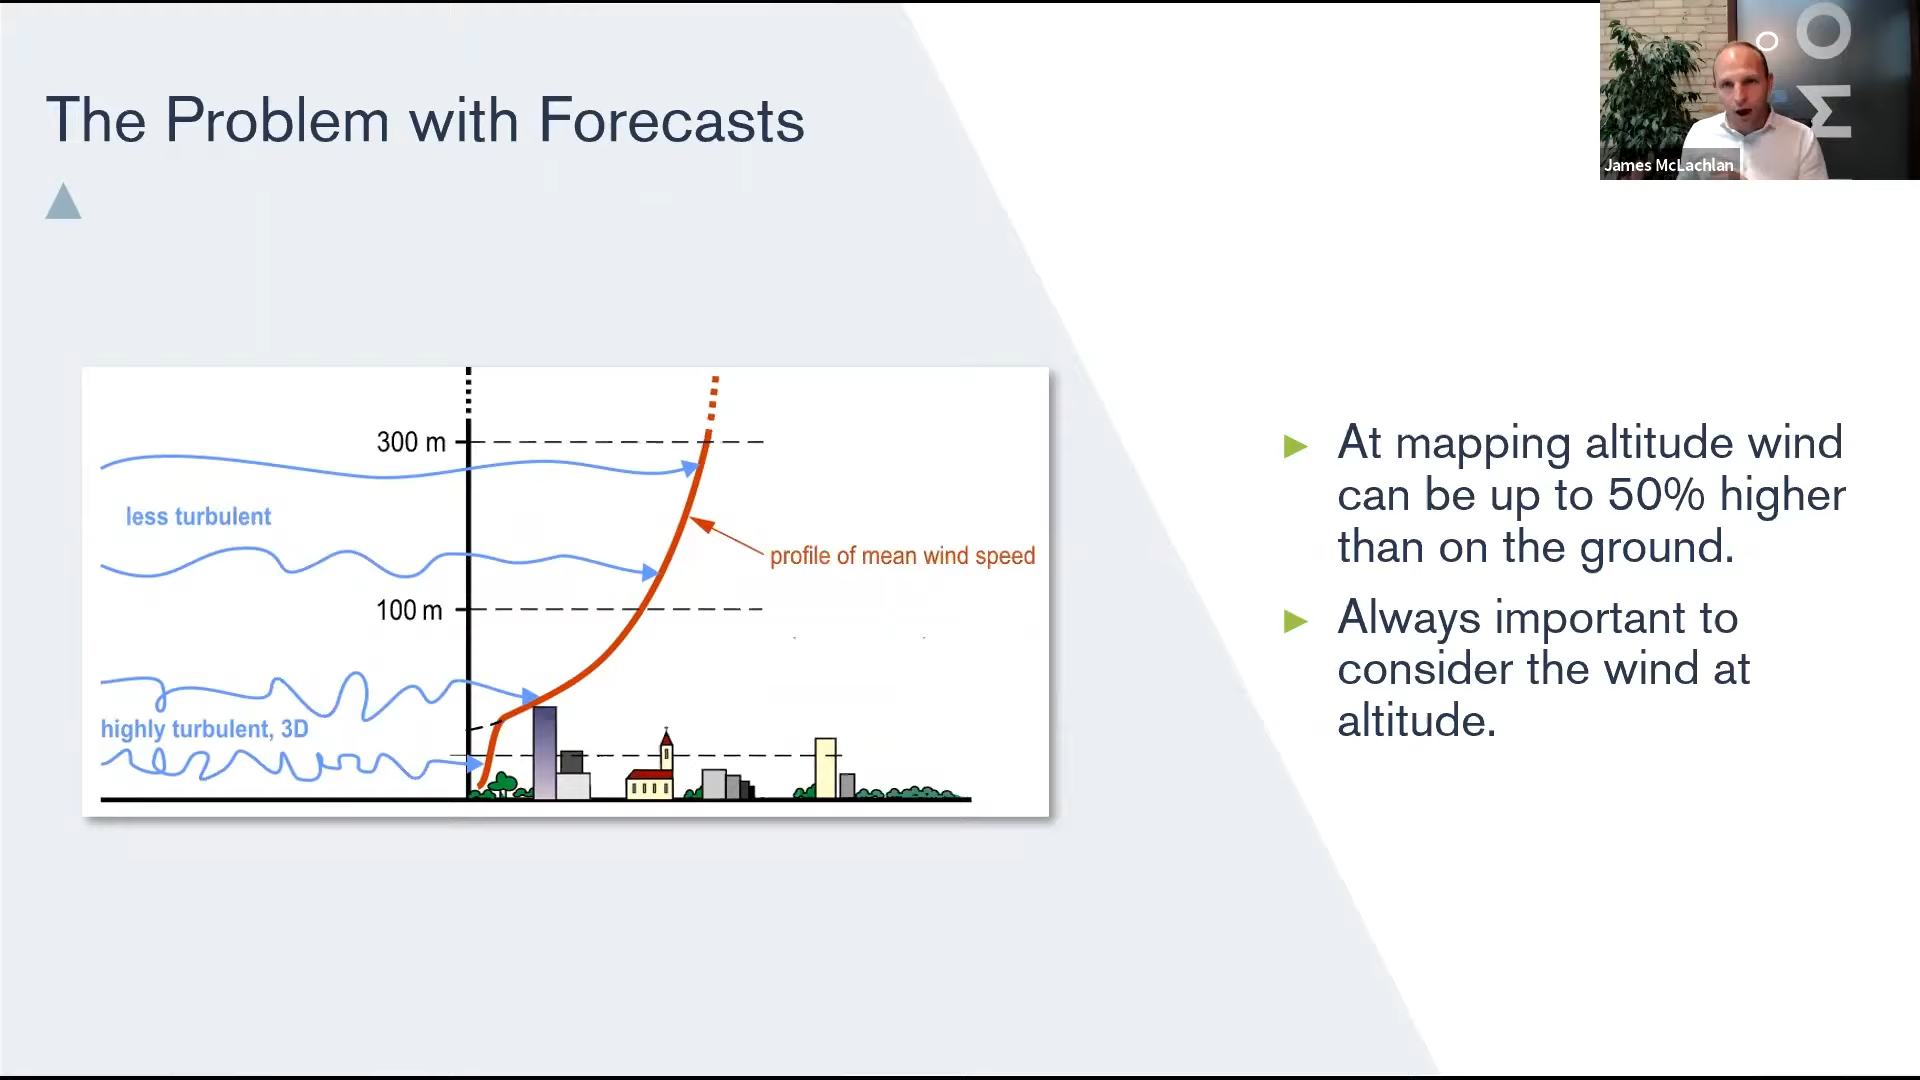 The Problem with Forecasts
OM
James McLachlan
300 m
less turbulent
profile of mean wind speed
100 m
highly turbulent, 3D
At mapping altitude wind
can be up to 50% higher
than on the ground.
Always important to
consider the wind at
altitude.